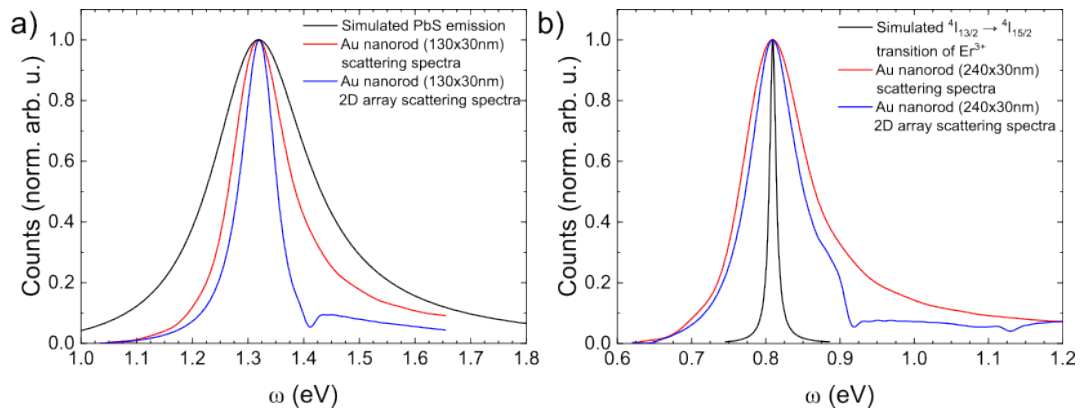 a)
Simulated PbS emission
Au nanorod (130x30nm)
scattering spectra
Au nanorod (130x30nm)
2D array scattering spectra
Counts (norm. arb. u.)
1.0
0.8
0.6
0.4
0.2
0.0
1.0 1.1 1.2 1.3 1.4 1.5 1.6 1.7 1.8
ω (eV)
b)
Simulated ⁴I₁₃/₂ → ⁴I₁₅/₂
transition of Er³⁺
Au nanorod (240x30nm)
scattering spectra
Au nanorod (240x30nm)
2D array scattering spectra
Counts (norm. arb. u.)
1.0
0.8
0.6
0.4
0.2
0.0
0.6 0.7 0.8 0.9 1.0 1.1 1.2
ω (eV)